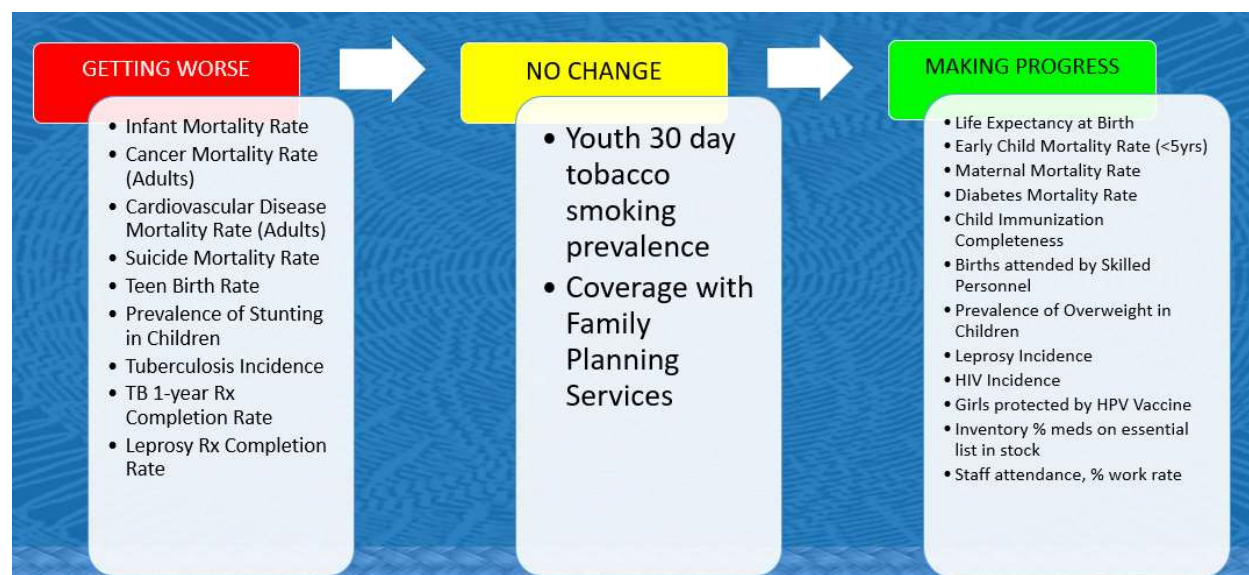 GETTING WORSE
• Infant Mortality Rate
• Cancer Mortality Rate
(Adults)
• Cardiovascular Disease
Mortality Rate (Adults)
• Suicide Mortality Rate
• Teen Birth Rate
• Prevalence of Stunting
in Children
• Tuberculosis Incidence
• TB 1-year Rx
Completion Rate
• Leprosy Rx Completion
Rate
NO CHANGE
• Youth 30 day
tobacco
smoking
prevalence
• Coverage with
Family
Planning
Services
MAKING PROGRESS
• Life Expectancy at Birth
• Early Child Mortality Rate (<5yrs)
• Maternal Mortality Rate
• Diabetes Mortality Rate
• Child Immunization
Completeness
• Births attended by Skilled
Personnel
• Prevalence of Overweight in
Children
• Leprosy Incidence
• HIV Incidence
• Girls protected by HPV Vaccine
• Inventory % meds on essential
list in stock
• Staff attendance, % work rate